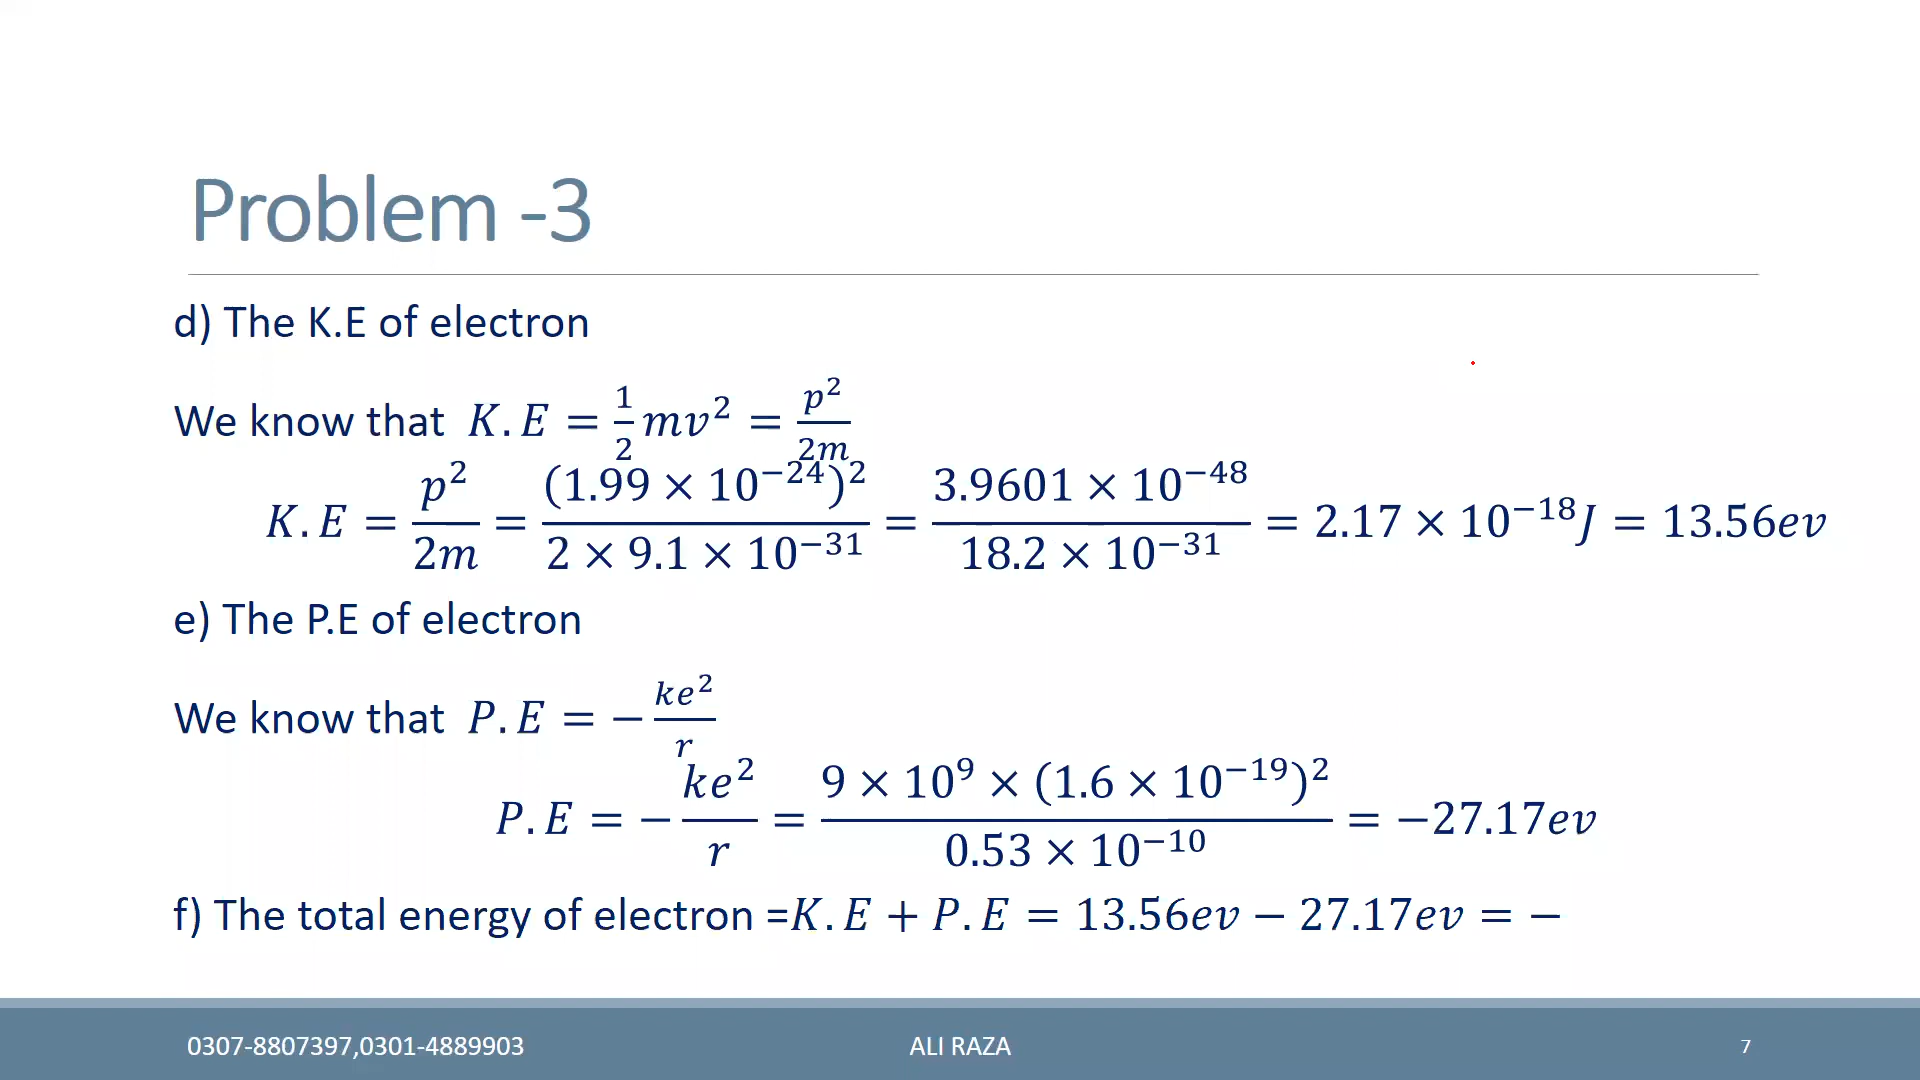 Problem -3
d) The K.E of electron
We know that K.E = 1/2 mv² = p²/2m
K.E = p²/2m = (1.99 × 10⁻²⁴)²/2 × 9.1 × 10⁻³¹ = 3.9601 × 10⁻⁴⁸/18.2 × 10⁻³¹ = 2.17 × 10⁻¹⁸J = 13.56ev
e) The P.E of electron
We know that P.E = −ke²/r
P.E = −ke²/r = 9 × 10⁹ × (1.6 × 10⁻¹⁹)²/0.53 × 10⁻¹⁰ = −27.17ev
f) The total energy of electron =K.E + P.E = 13.56ev − 27.17ev = −
0307-8807397,0301-4889903 ALI RAZA 7